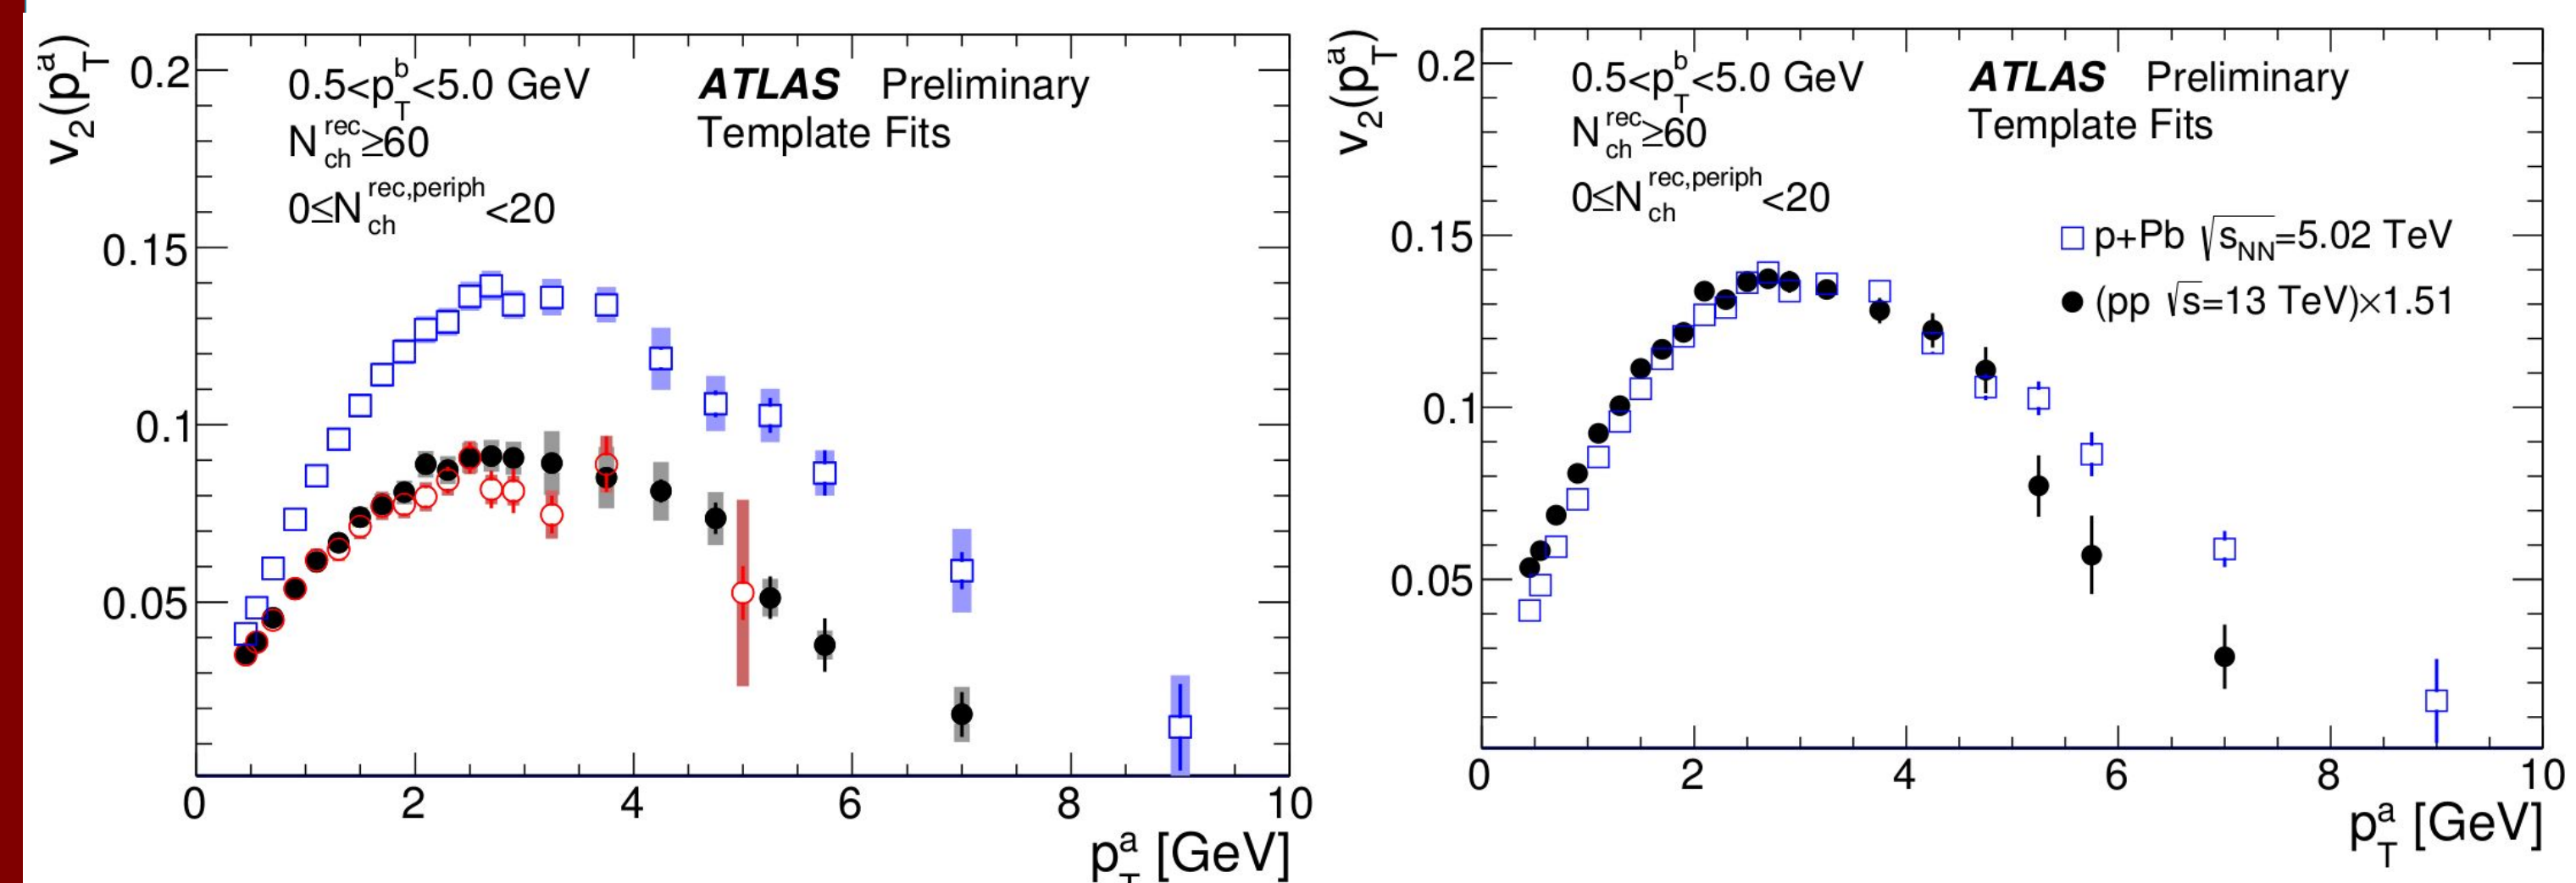 v₂(pᵀᵃ)
0.2
0.15
0.1
0.05
0.5<pᵀᵇ<5.0 GeV
N_ch^rec≥60
0≤N_ch^rec,periph<20
ATLAS Preliminary
Template Fits
0 2 4 6 8 10
p_T^a [GeV]
v₂(pᵀᵃ)
0.2
0.15
0.1
0.05
0.5<pᵀᵇ<5.0 GeV
N_ch^rec≥60
0≤N_ch^rec,periph<20
ATLAS Preliminary
Template Fits
p+Pb √s_NN=5.02 TeV
(pp √s=13 TeV)×1.51
0 2 4 6 8 10
p_T^a [GeV]